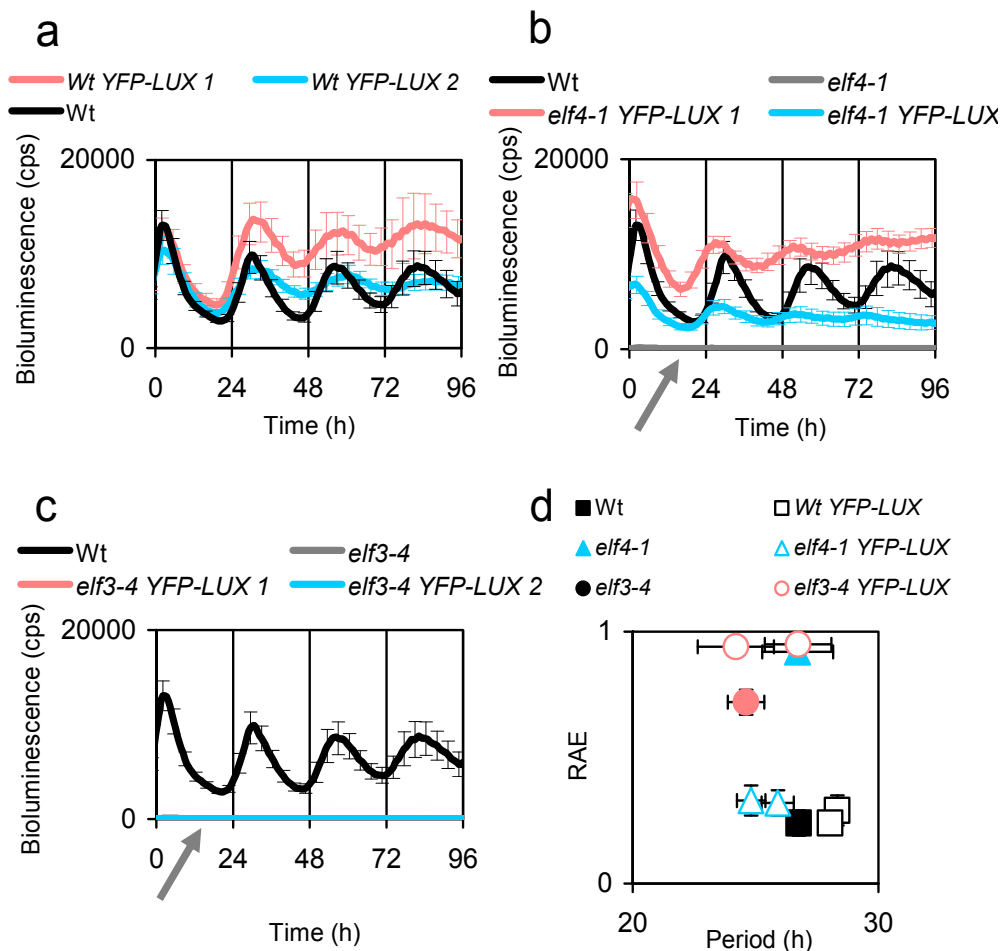 a
Wt YFP-LUX 1
Wt YFP-LUX 2
Wt
Bioluminescence (cps)
20000
0
0 24 48 72 96
Time (h)
b
Wt
elf4-1
elf4-1 YFP-LUX 1
elf4-1 YFP-LUX
Bioluminescence (cps)
20000
0
0 24 48 72 96
Time (h)
c
Wt
elf3-4
elf3-4 YFP-LUX 1
elf3-4 YFP-LUX 2
Bioluminescence (cps)
20000
0
0 24 48 72 96
Time (h)
d
Wt
Wt YFP-LUX
elf4-1
elf4-1 YFP-LUX
elf3-4
elf3-4 YFP-LUX
RAE
1
0
20 30
Period (h)